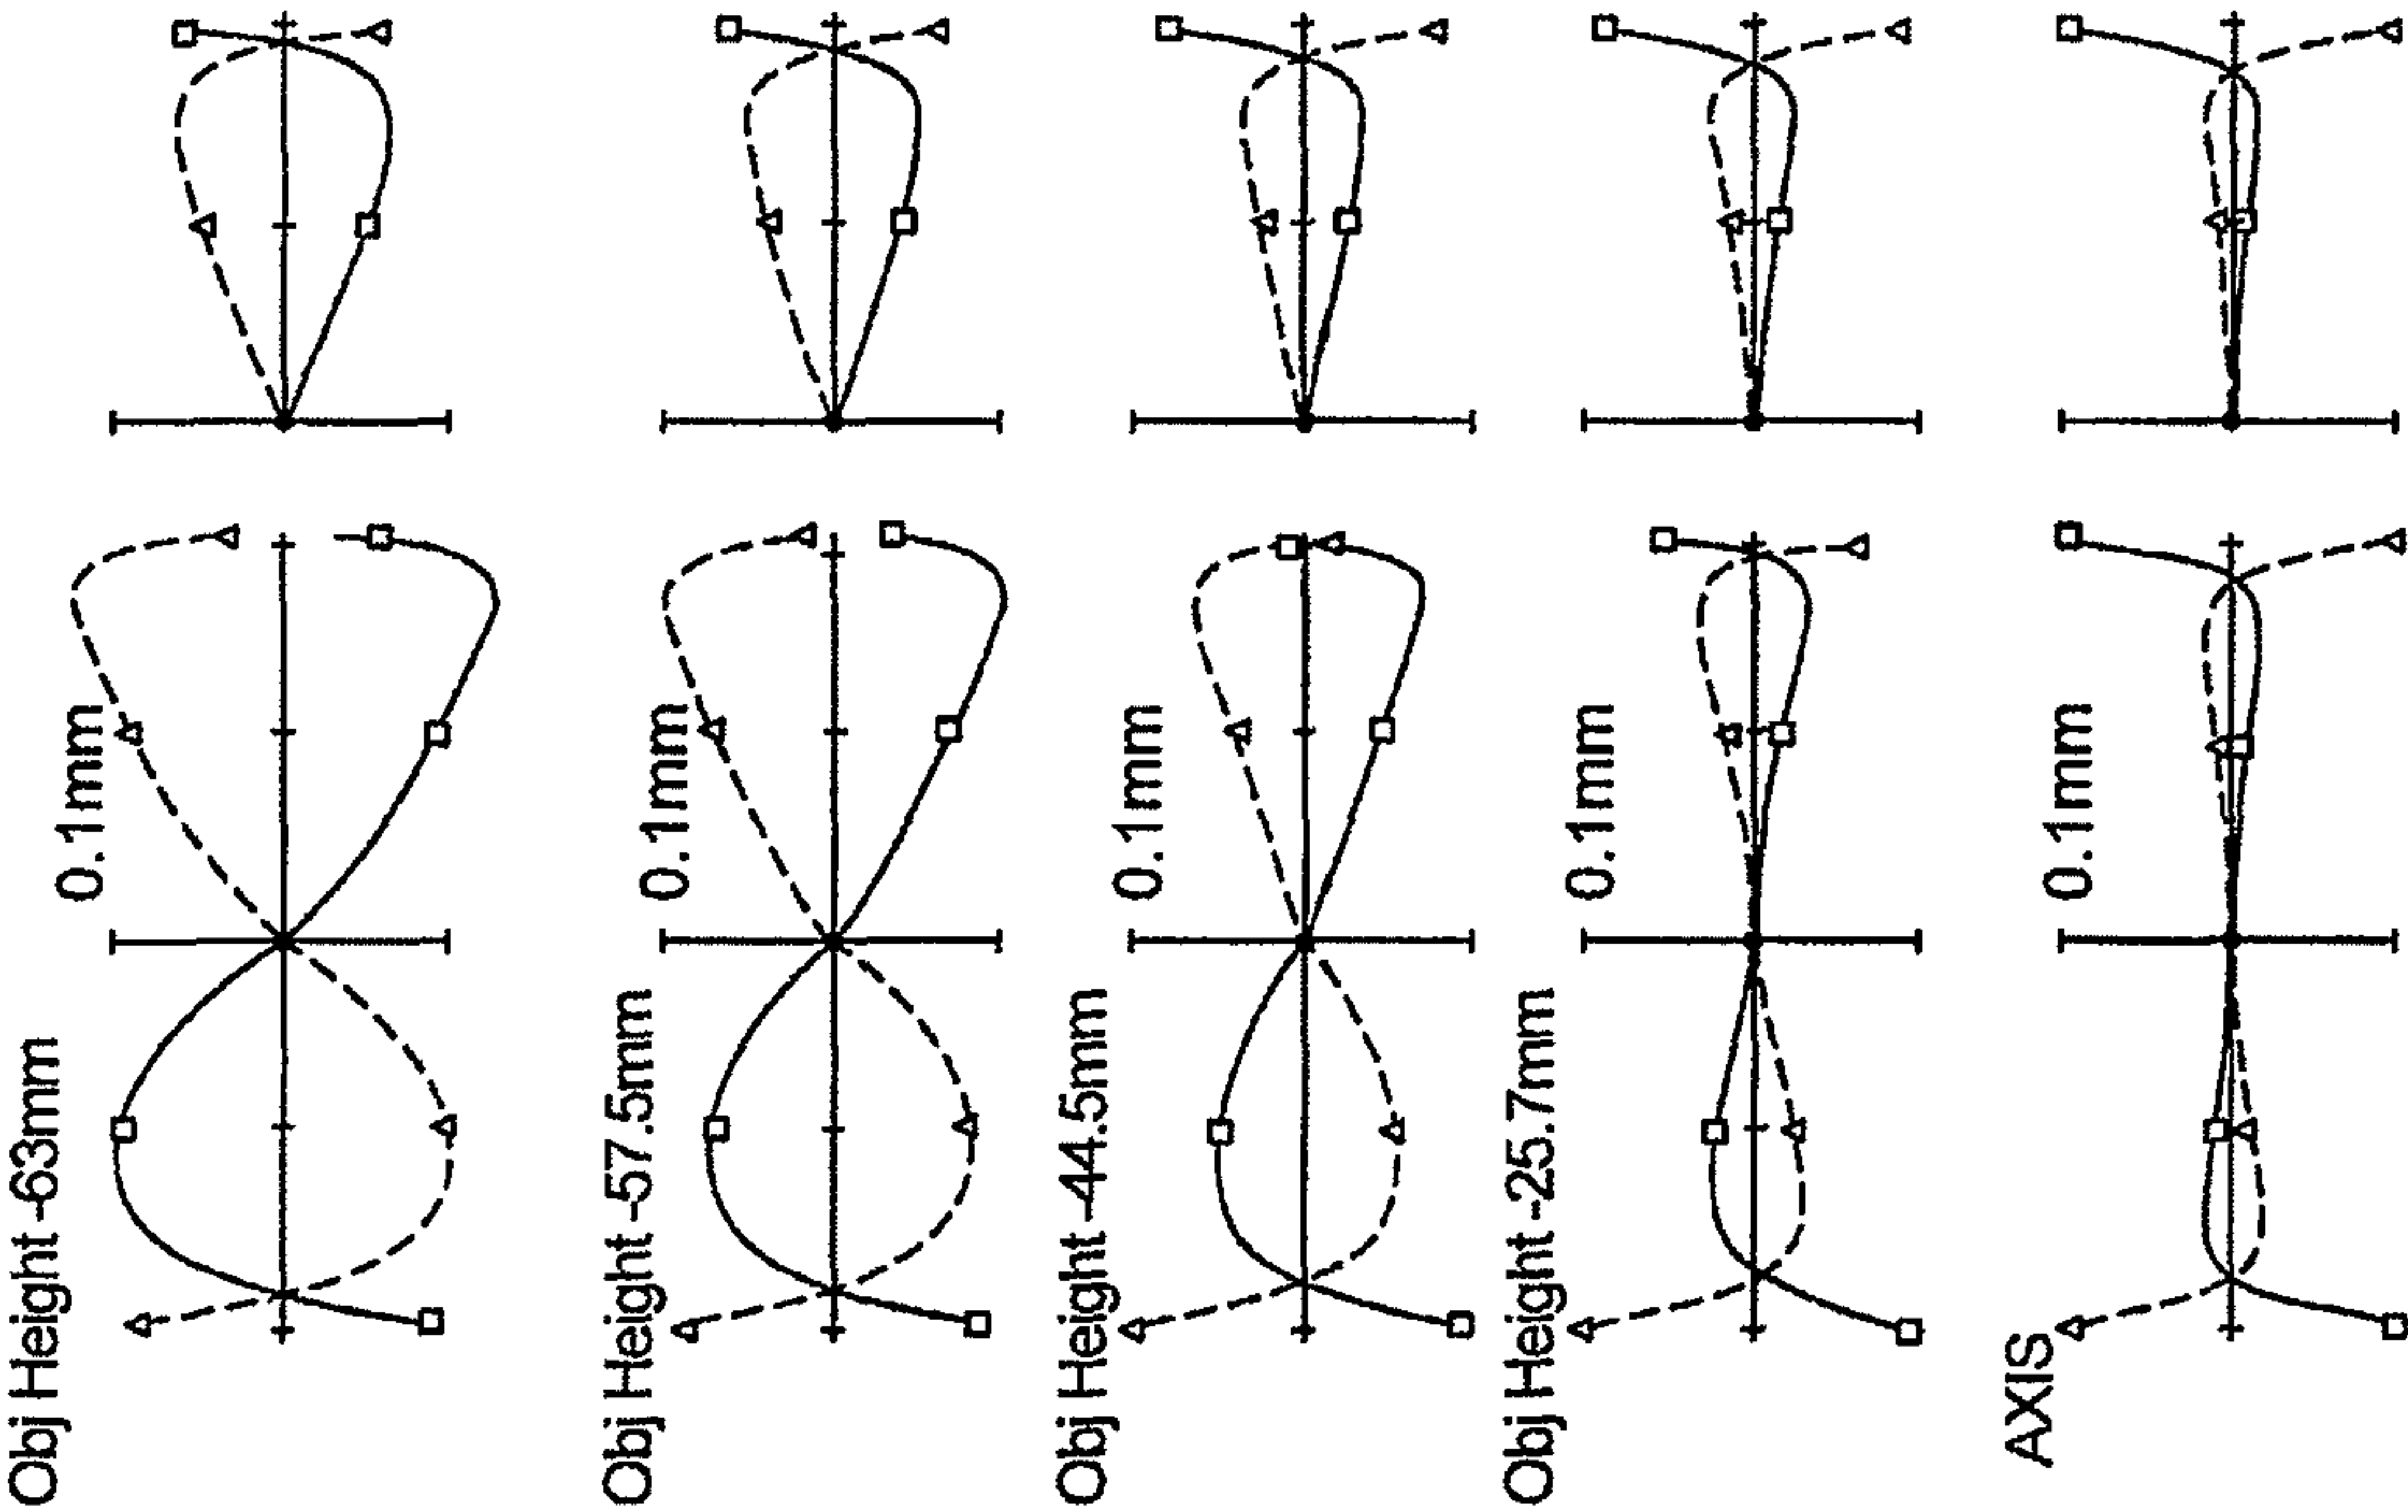 Obj Height -63mm
0.1mm
Obj Height -57.5mm
0.1mm
Obj Height -44.5mm
0.1mm
Obj Height -25.7mm
0.1mm
AXIS
0.1mm